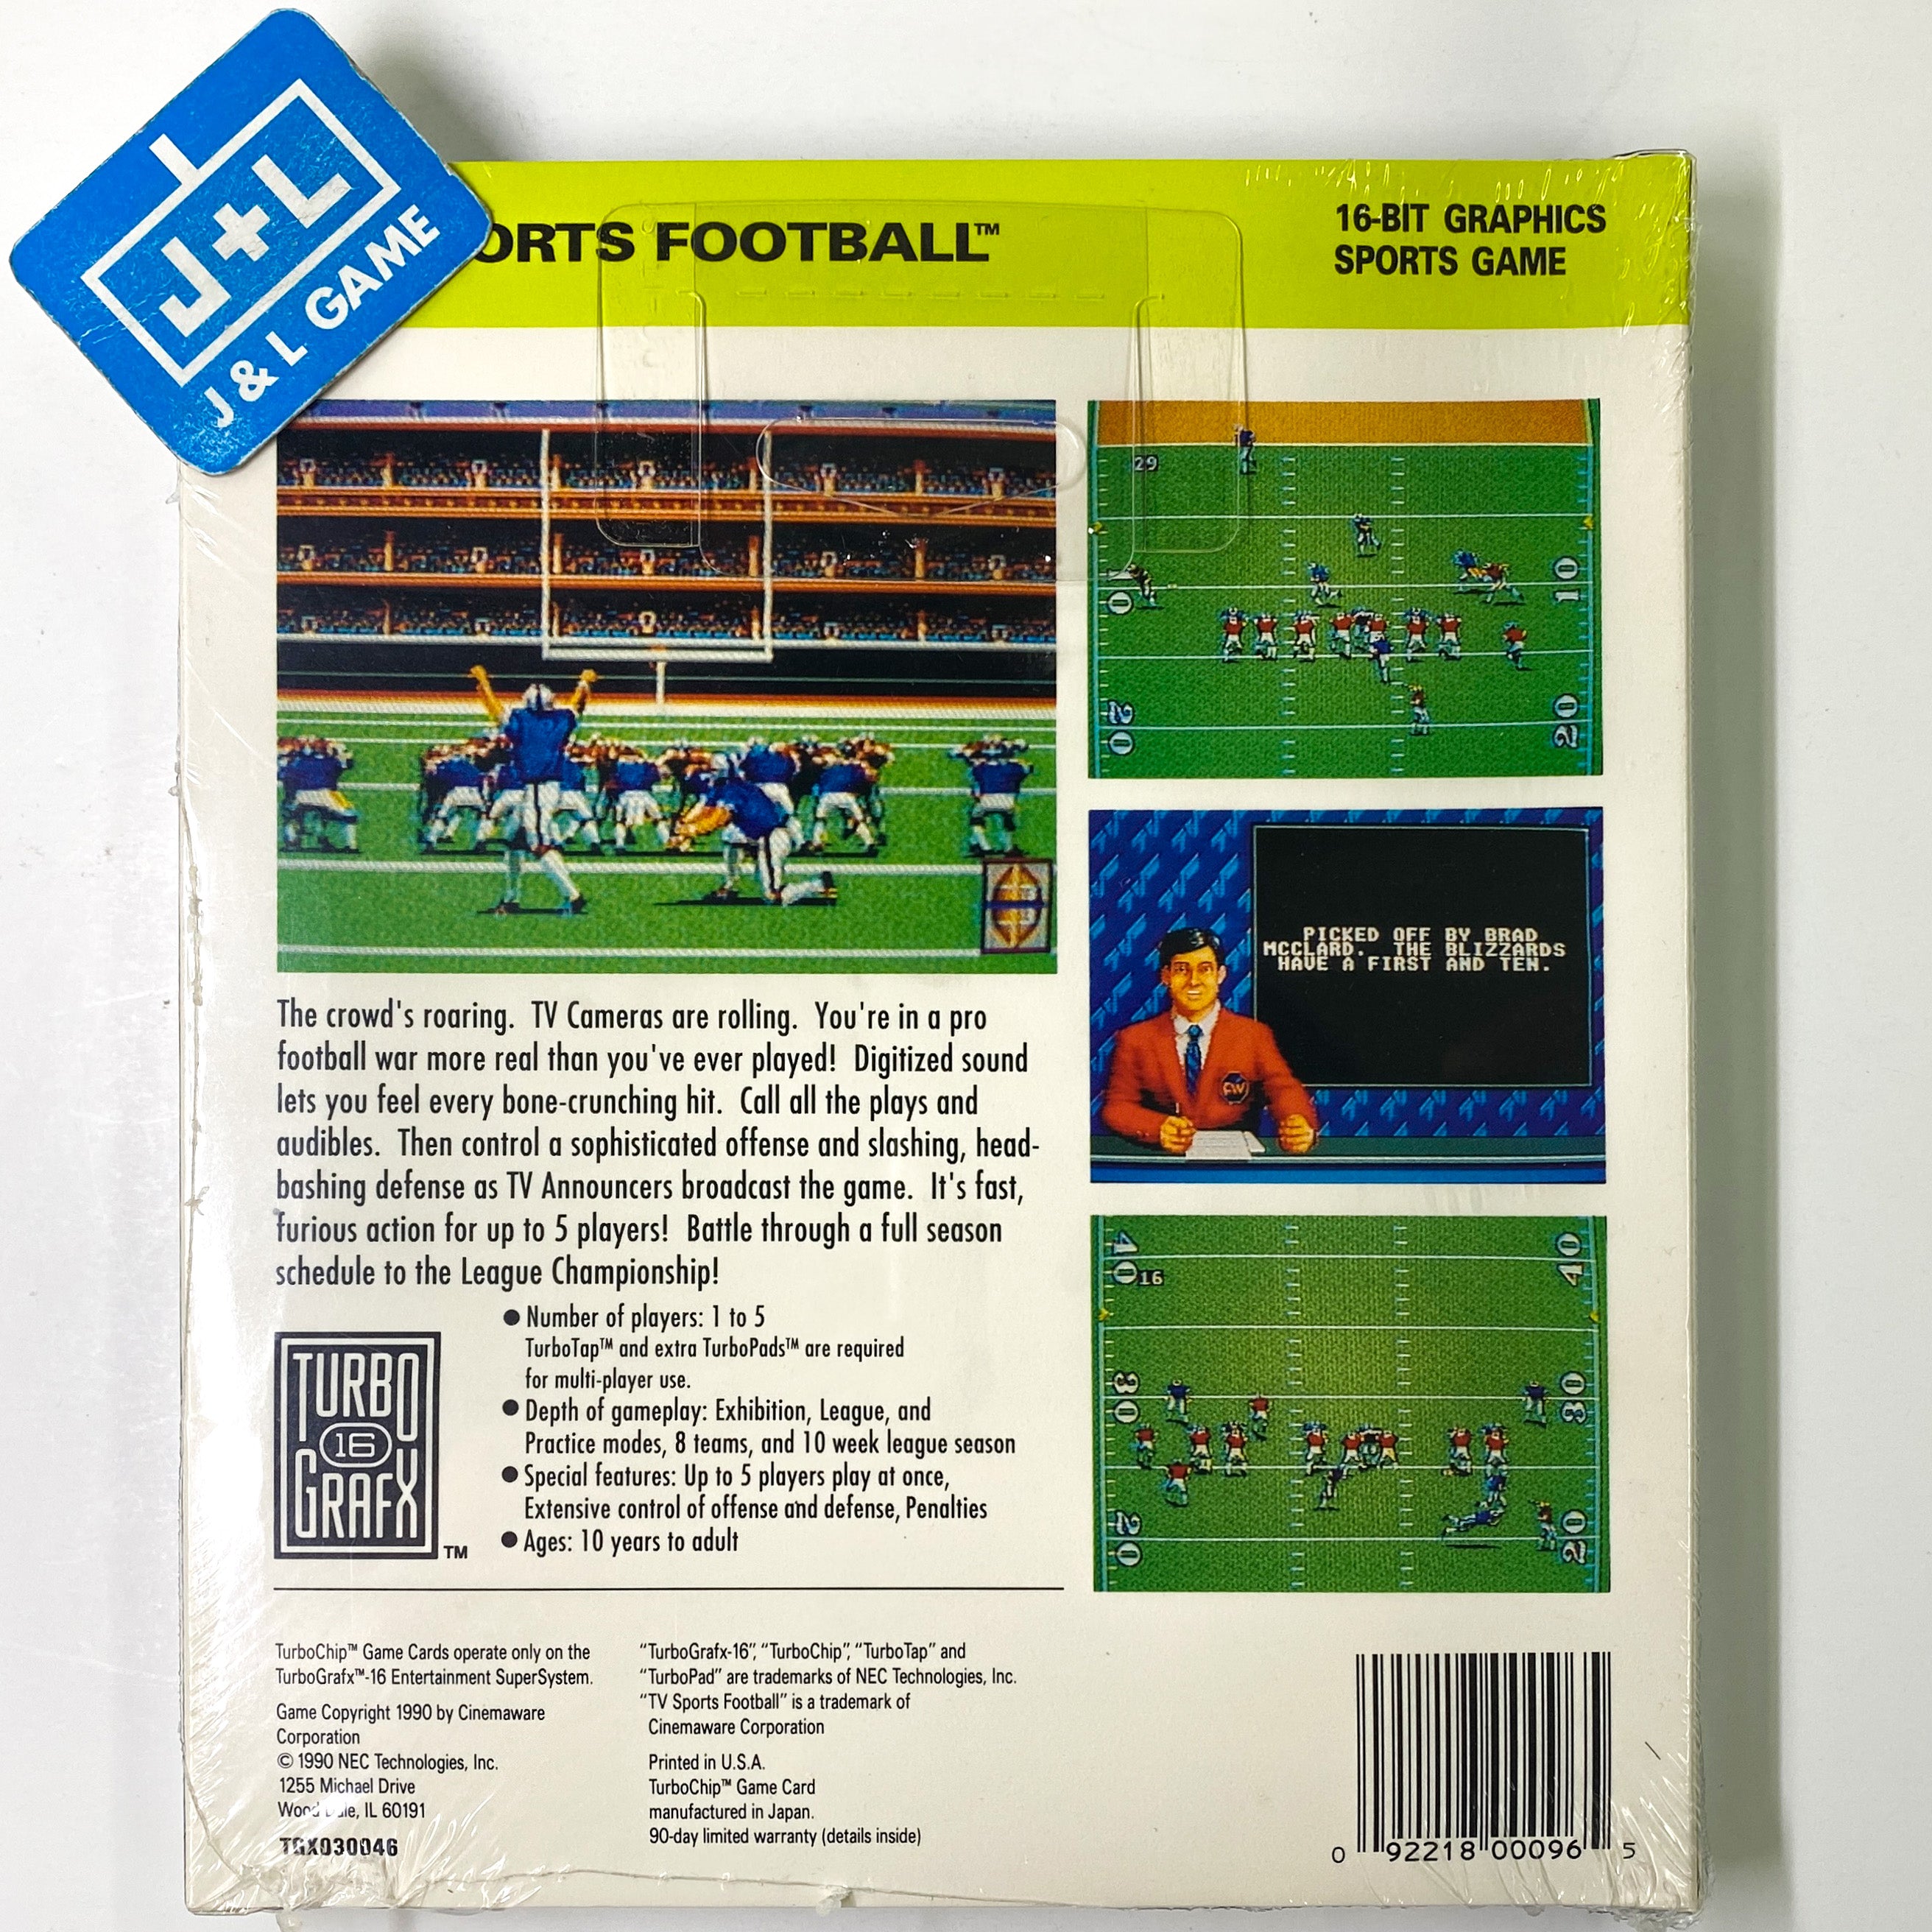 J+L
J & L GAME
ORTS FOOTBALL™
16-BIT GRAPHICS
SPORTS GAME
29
10
20
20
PICKED OFF BY BRAD
MCCLARD. THE BLIZZARDS
HAVE A FIRST AND TEN.
CW
The crowd's roaring. TV Cameras are rolling. You're in a pro
football war more real than you've ever played! Digitized sound
lets you feel every bone-crunching hit. Call all the plays and
audibles. Then control a sophisticated offense and slashing, head-
bashing defense as TV Announcers broadcast the game. It's fast,
furious action for up to 5 players! Battle through a full season
schedule to the League Championship!
40
16
40
30
30
20
20
TURBO
16
GRAFX
TM
● Number of players: 1 to 5
TurboTap™ and extra TurboPads™ are required
for multi-player use.
● Depth of gameplay: Exhibition, League, and
Practice modes, 8 teams, and 10 week league season
● Special features: Up to 5 players play at once,
Extensive control of offense and defense, Penalties
● Ages: 10 years to adult
TurboChip™ Game Cards operate only on the
TurboGrafx™-16 Entertainment SuperSystem.
Game Copyright 1990 by Cinemaware
Corporation
© 1990 NEC Technologies, Inc.
1255 Michael Drive
Wood Dale, IL 60191
TGX030046
“TurboGrafx-16”, “TurboChip”, “TurboTap” and
“TurboPad” are trademarks of NEC Technologies, Inc.
“TV Sports Football” is a trademark of
Cinemaware Corporation
Printed in U.S.A.
TurboChip™ Game Card
manufactured in Japan.
90-day limited warranty (details inside)
0 92218 00096 5